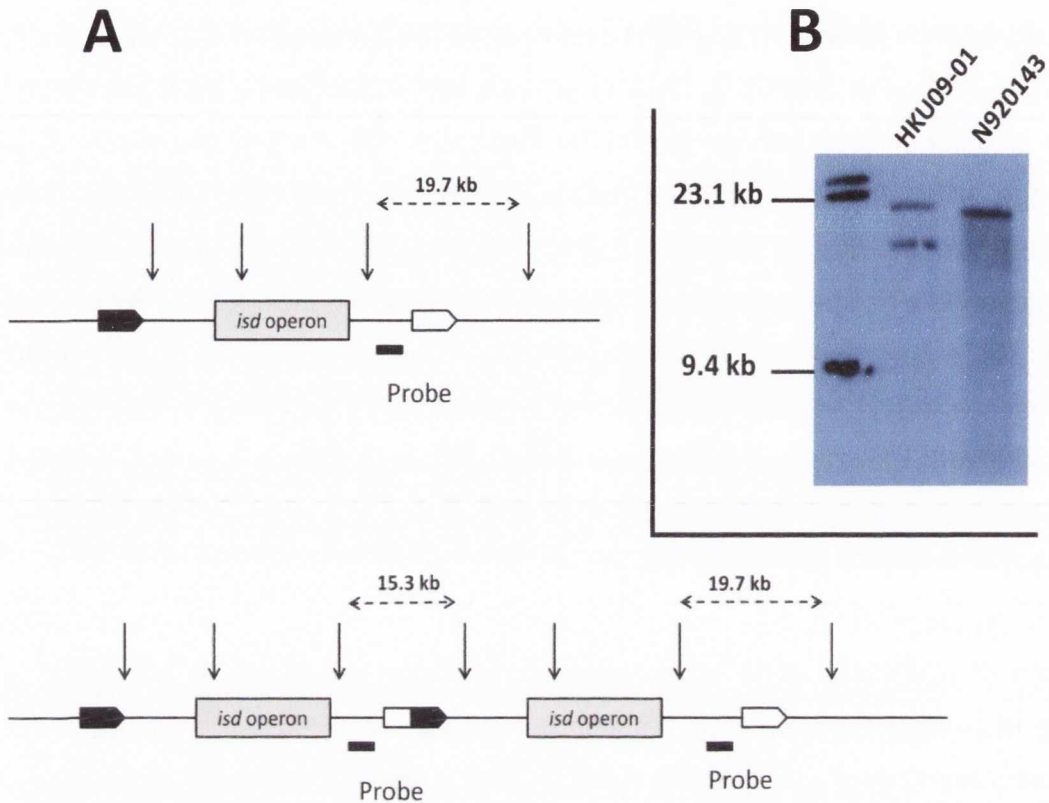 A
B
HKU09-01
N920143
23.1 kb
9.4 kb
19.7 kb
isd operon
Probe
15.3 kb
19.7 kb
isd operon
isd operon
Probe
Probe